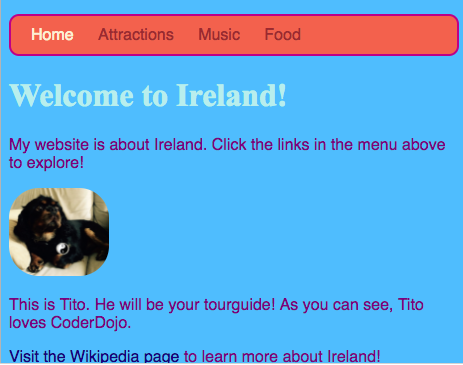 Home Attractions Music Food
Welcome to Ireland!
My website is about Ireland. Click the links in the menu above
to explore!
This is Tito. He will be your tourguide! As you can see, Tito
loves CoderDojo.
Visit the Wikipedia page to learn more about Ireland!